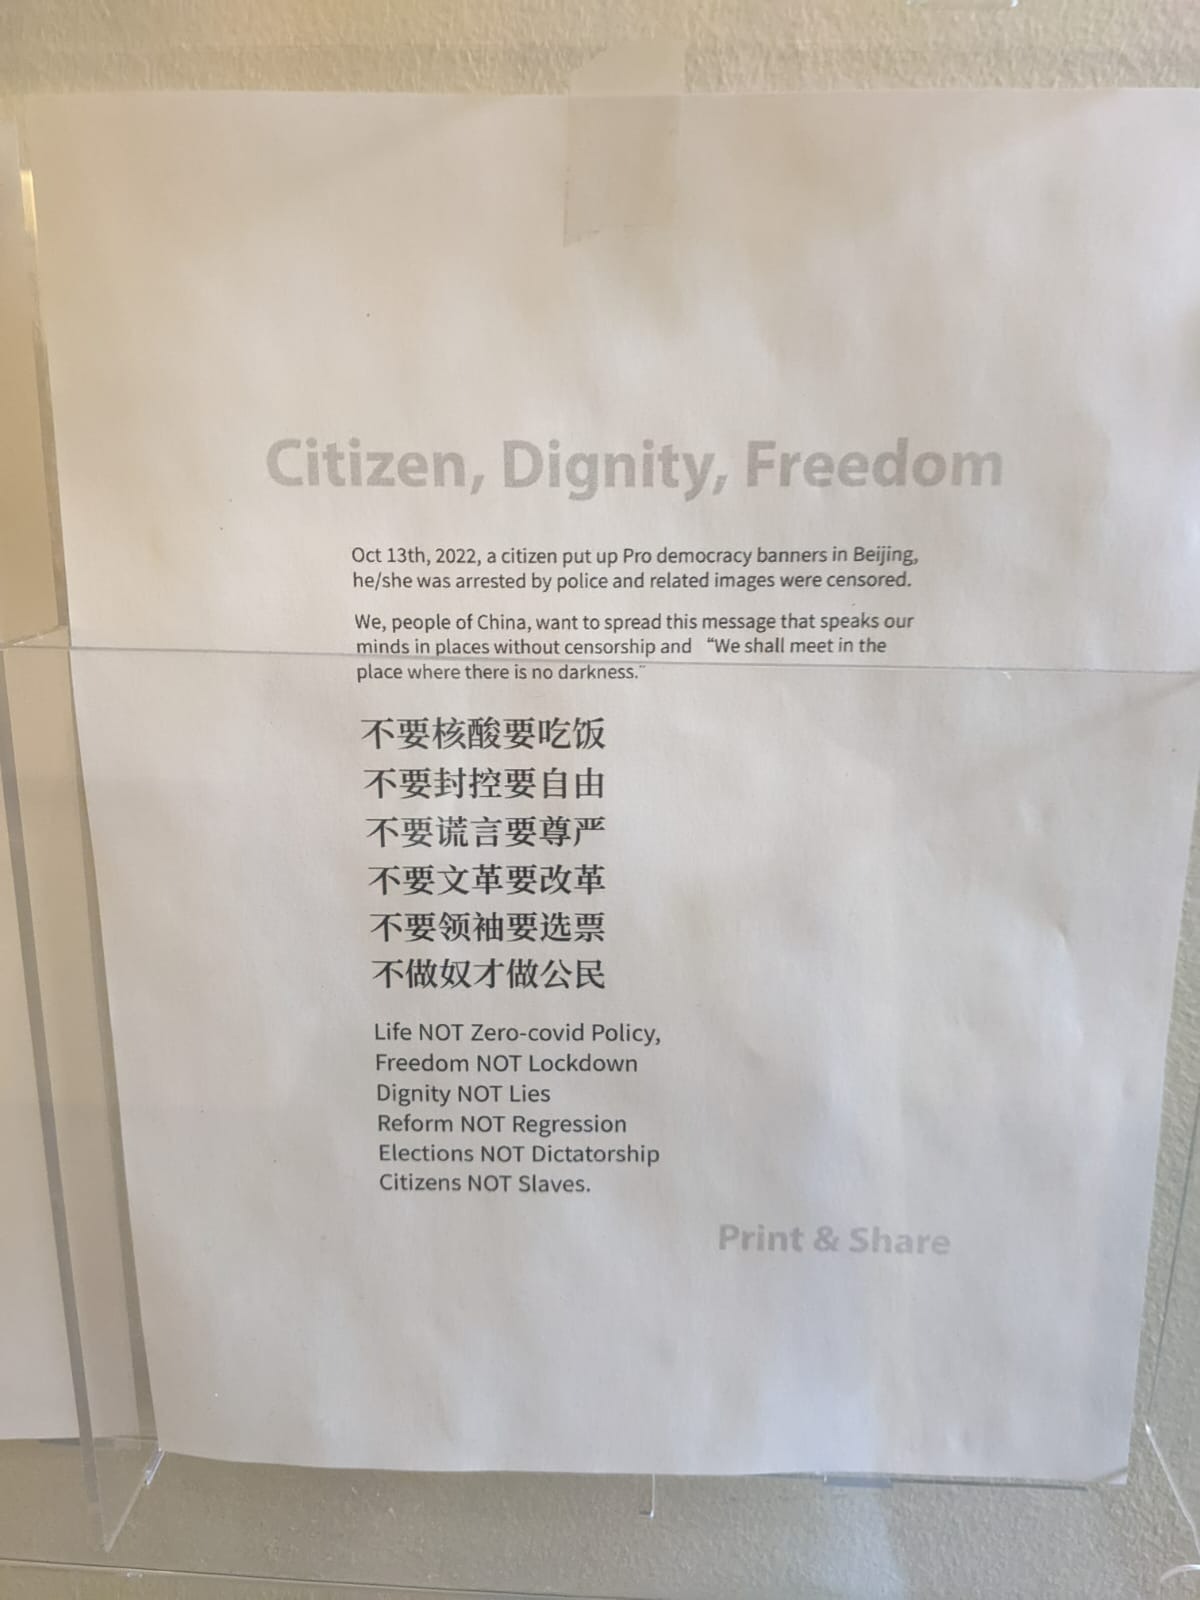 Citizen, Dignity, Freedom
Oct 13th, 2022, a citizen put up Pro democracy banners in Beijing,
he/she was arrested by police and related images were censored.
We, people of China, want to spread this message that speaks our
minds in places without censorship and “We shall meet in the
place where there is no darkness.”
不要核酸要吃饭
不要封控要自由
不要谎言要尊严
不要文革要改革
不要领袖要选票
不做奴才做公民
Life NOT Zero-covid Policy,
Freedom NOT Lockdown
Dignity NOT Lies
Reform NOT Regression
Elections NOT Dictatorship
Citizens NOT Slaves.
Print & Share